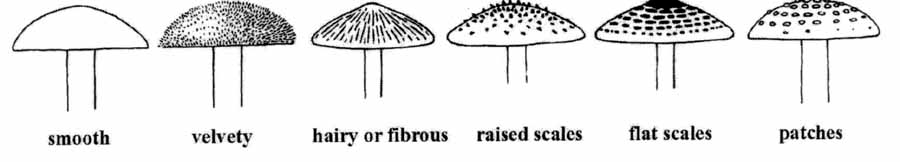 smooth velvety hairy or fibrous raised scales flat scales patches